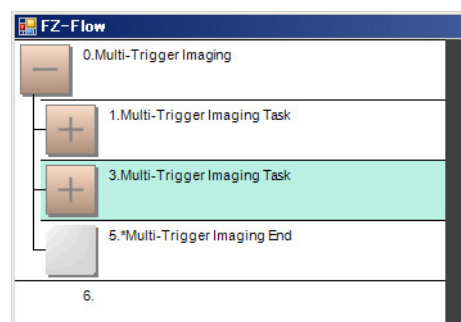 FZ-Flow
0.Multi-Trigger Imaging
1.Multi-Trigger Imaging Task
3.Multi-Trigger Imaging Task
5.*Multi-Trigger Imaging End
6.